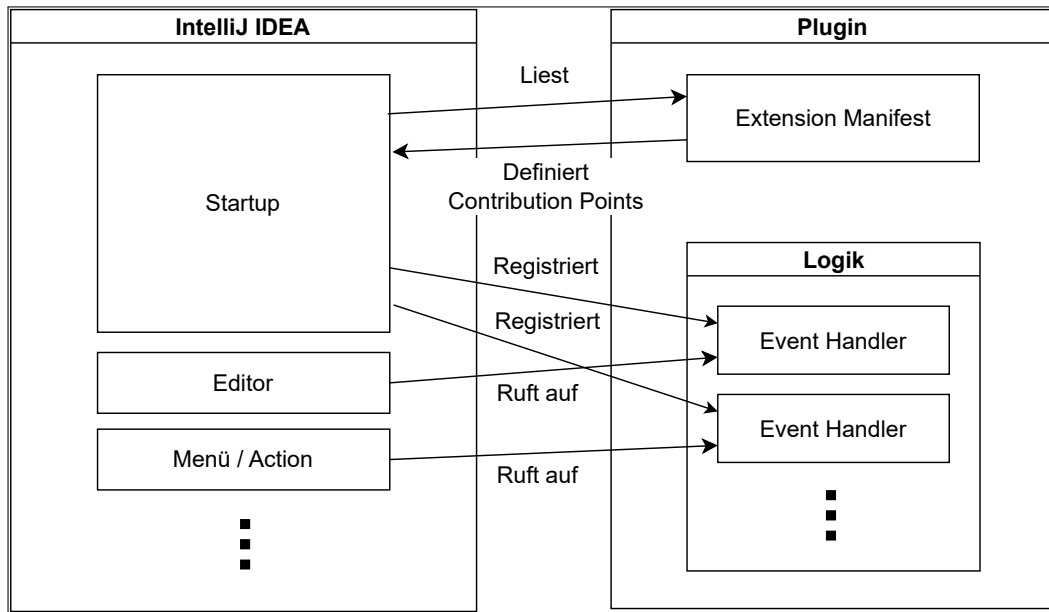 IntelliJ IDEA
Plugin
Liest
Extension Manifest
Startup
Definiert
Contribution Points
Logik
Registriert
Registriert
Event Handler
Editor
Ruft auf
Event Handler
Menü / Action
Ruft auf